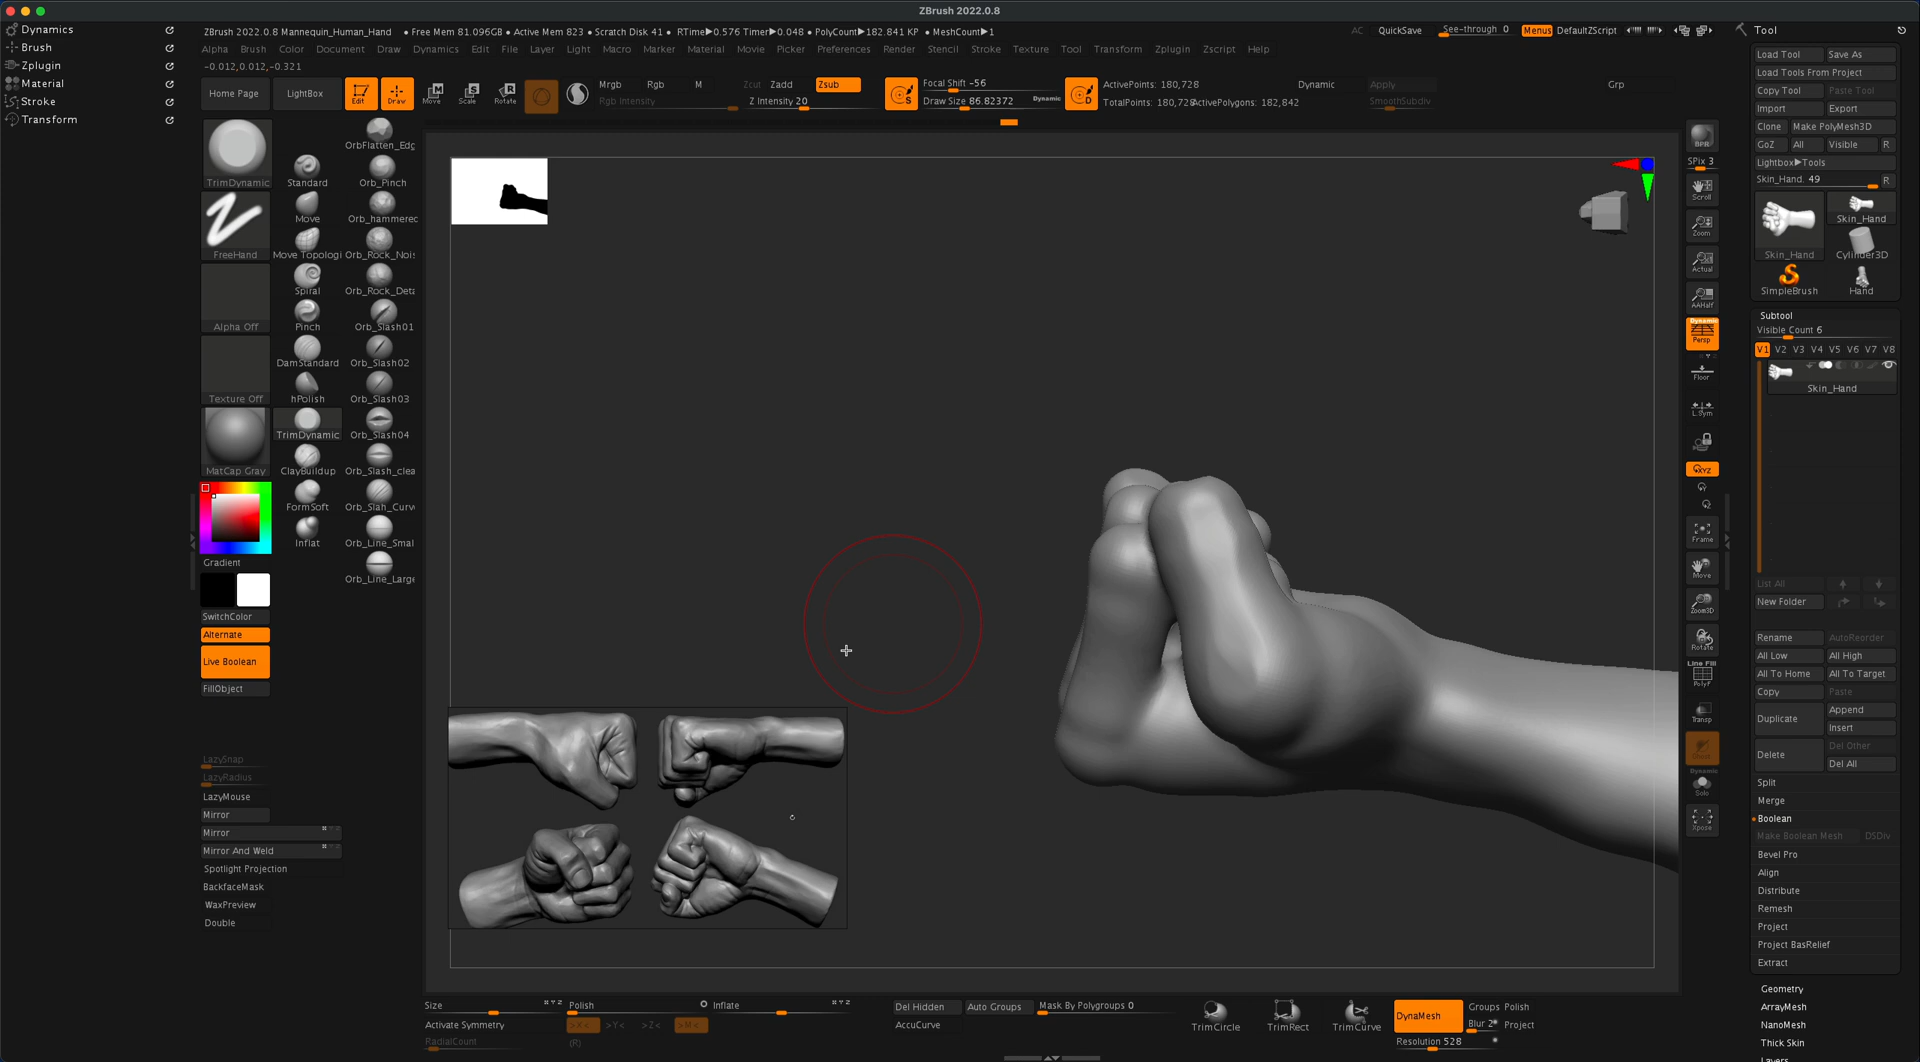 ZBrush 2022.0.8
Dynamics
Brush
Zplugin
Material
Stroke
Transform
ZBrush 2022.0.8 Mannequin_Human_Hand • Free Mem 81.096GB • Active Mem 823 • Scratch Disk 41 • RTime▶0.576 Timer▶0.048 • PolyCount▶182.841 KP • MeshCount▶1
AC QuickSave See-through 0 Menus DefaultZScript
Alpha Brush Color Document Draw Dynamics Edit File Layer Light Macro Marker Material Movie Picker Preferences Render Stencil Stroke Texture Tool Transform Zplugin Zscript Help
-0.012,0.012,-0.321
Home Page LightBox Edit Draw Move Scale Rotate
Mrgb Rgb M Zcut Zadd Zsub
Rgb Intensity Z Intensity 20
Focal Shift -56
Draw Size 86.82372 Dynamic
S
D
ActivePoints: 180,728 Dynamic Apply Grp
TotalPoints: 180,728 ActivePolygons: 182,842 SmoothSubdiv
TrimDynamic
FreeHand
Alpha Off
Texture Off
MatCap Gray
Gradient
SwitchColor
Alternate
Live Boolean
FillObject
LazySnap
LazyRadius
LazyMouse
Mirror
Mirror
Mirror And Weld
Spotlight Projection
BackfaceMask
WaxPreview
Double
Standard
Move
Move Topologi
Spiral
Pinch
DamStandard
hPolish
TrimDynamic
ClayBuildup
FormSoft
Inflat
OrbFlatten_Edg
Orb_Pinch
Orb_hammered
Orb_Rock_Nois
Orb_Rock_Deta
Orb_Slash01
Orb_Slash02
Orb_Slash03
Orb_Slash04
Orb_Slash_clea
Orb_Slah_Curv
Orb_Line_Smal
Orb_Line_Large
BPR
SPix 3
Scroll
Zoom
Actual
AAHalf
Dynamic
Persp
Floor
L.Sym
XYZ
Frame
Move
Zoom3D
Rotate
Line Fill
PolyF
Transp
Ghost
Dynamic
Solo
Xpose
Tool
Load Tool Save As
Load Tools From Project
Copy Tool Paste Tool
Import Export
Clone Make PolyMesh3D
GoZ All Visible R
Lightbox▶Tools
Skin_Hand. 49 R
Skin_Hand
Skin_Hand
Cylinder3D
SimpleBrush
Hand
Subtool
Visible Count 6
V1 V2 V3 V4 V5 V6 V7 V8
Skin_Hand
List All
New Folder
Rename AutoReorder
All Low All High
All To Home All To Target
Copy Paste
Duplicate Append
Insert
Delete Del Other
Del All
Split
Merge
Boolean
Make Boolean Mesh DSDiv
Bevel Pro
Align
Distribute
Remesh
Project
Project BasRelief
Extract
Geometry
ArrayMesh
NanoMesh
Thick Skin
Layers
Size Polish Inflate
Activate Symmetry >X< >Y< >Z< >M<
RadialCount (R)
Del Hidden Auto Groups Mask By Polygroups 0
AccuCurve
TrimCircle TrimRect TrimCurve
DynaMesh
Groups Polish
Blur 2 Project
Resolution 528